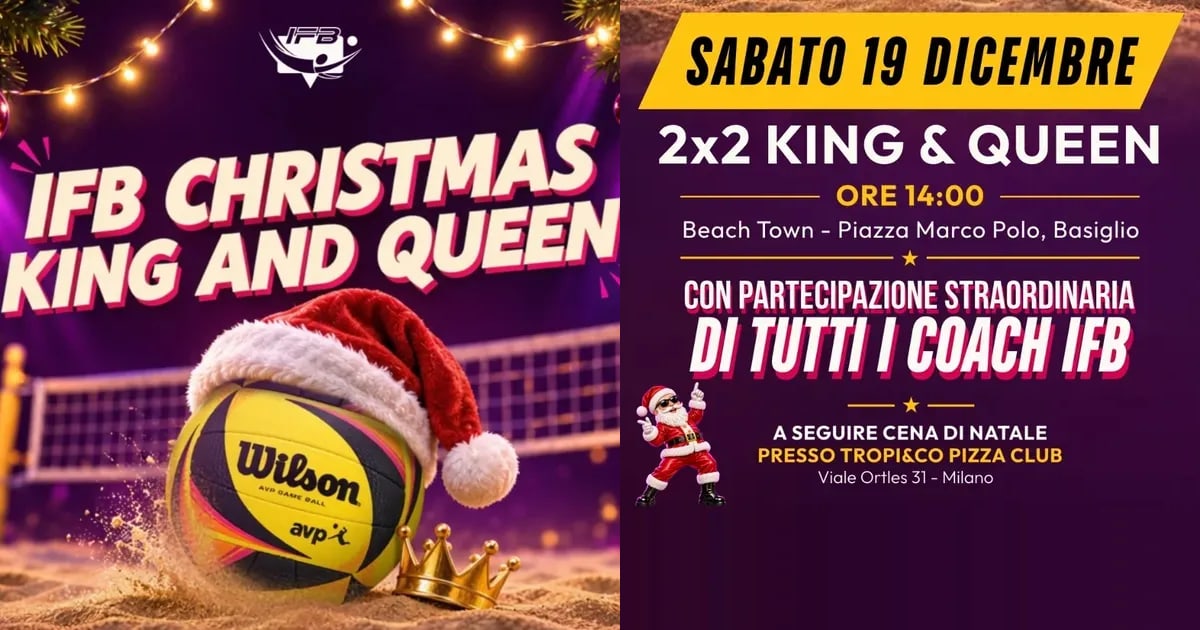 IFB
IFB CHRISTMAS
KING AND QUEEN
Wilson
AVP GAME BALL
avp
SABATO 19 DICEMBRE
2x2 KING & QUEEN
ORE 14:00
Beach Town - Piazza Marco Polo, Basiglio
CON PARTECIPAZIONE STRAORDINARIA
DI TUTTI I COACH IFB
A SEGUIRE CENA DI NATALE
PRESSO TROPI&CO PIZZA CLUB
Viale Ortles 31 - Milano